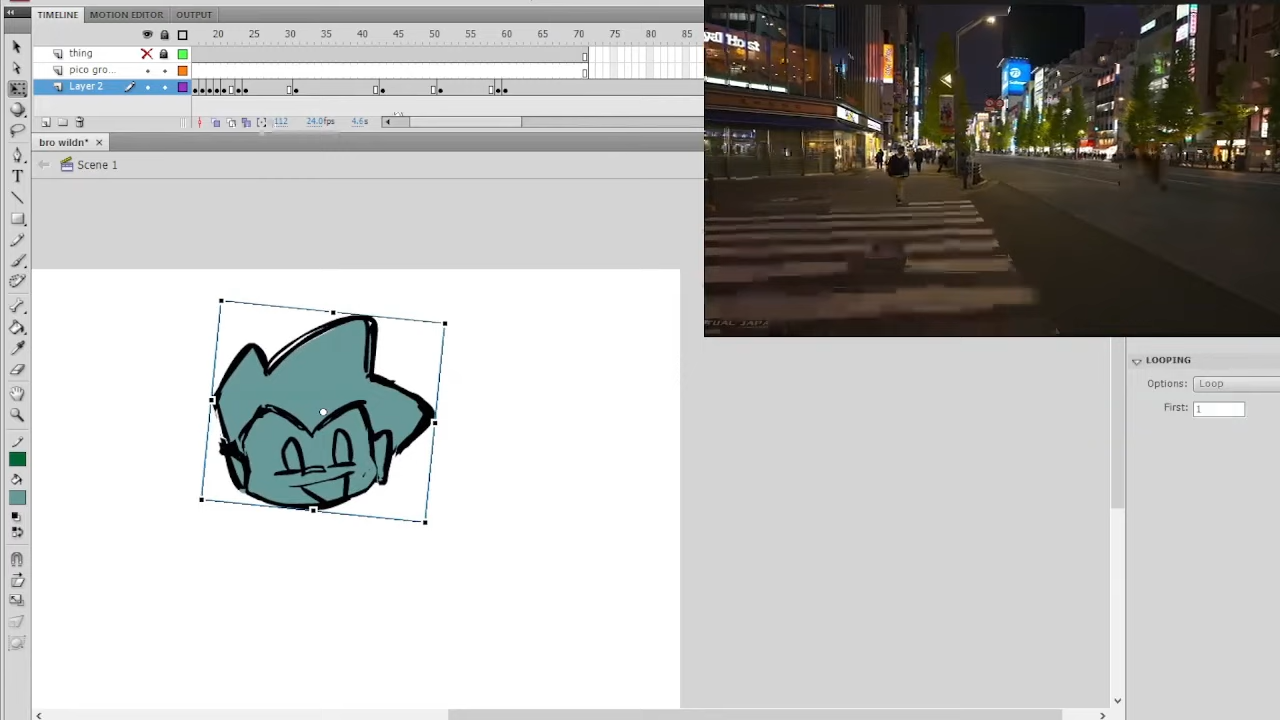 TIMELINE MOTION EDITOR OUTPUT
20 25 30 35 40 45 50 55 60 65 70 75 80 85
thing
pico gro...
Layer 2
112 24.0fps 4.6s
bro wildn* ×
Scene 1
LOOPING
Options: Loop
First: 1